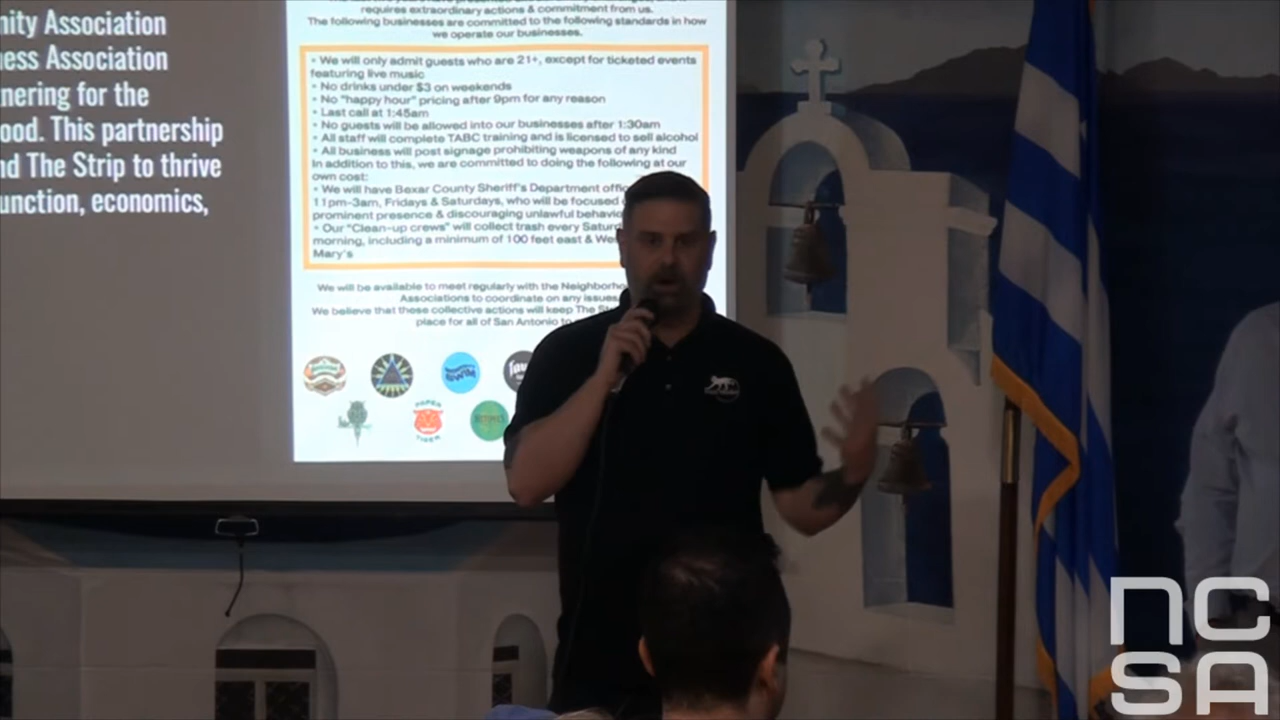 nity Association
ess Association
nering for the
ood. This partnership
nd The Strip to thrive
unction, economics,
requires extraordinary actions & commitment from us.
The following businesses are committed to the following standards in how
we operate our businesses.
• We will only admit guests who are 21+, except for ticketed events
featuring live music
• No drinks under $3 on weekends
• No "happy hour" pricing after 9pm for any reason
• Last call at 1:45am
• No guests will be allowed into our businesses after 1:30am
• All staff will complete TABC training and is licensed to sell alcohol
• All business will post signage prohibiting weapons of any kind
In addition to this, we are committed to doing the following at our
own cost:
• We will have Bexar County Sheriff's Department offic
11pm-3am, Fridays & Saturdays, who will be focused
prominent presence & discouraging unlawful behavio
• Our "Clean-up crews" will collect trash every Satur
morning, including a minimum of 100 feet east & We
Mary's
We will be available to meet regularly with the Neighborho
Associations to coordinate on any issues
We believe that these collective actions will keep The St
place for all of San Antonio to
PAPER
TIGER
NC
SA